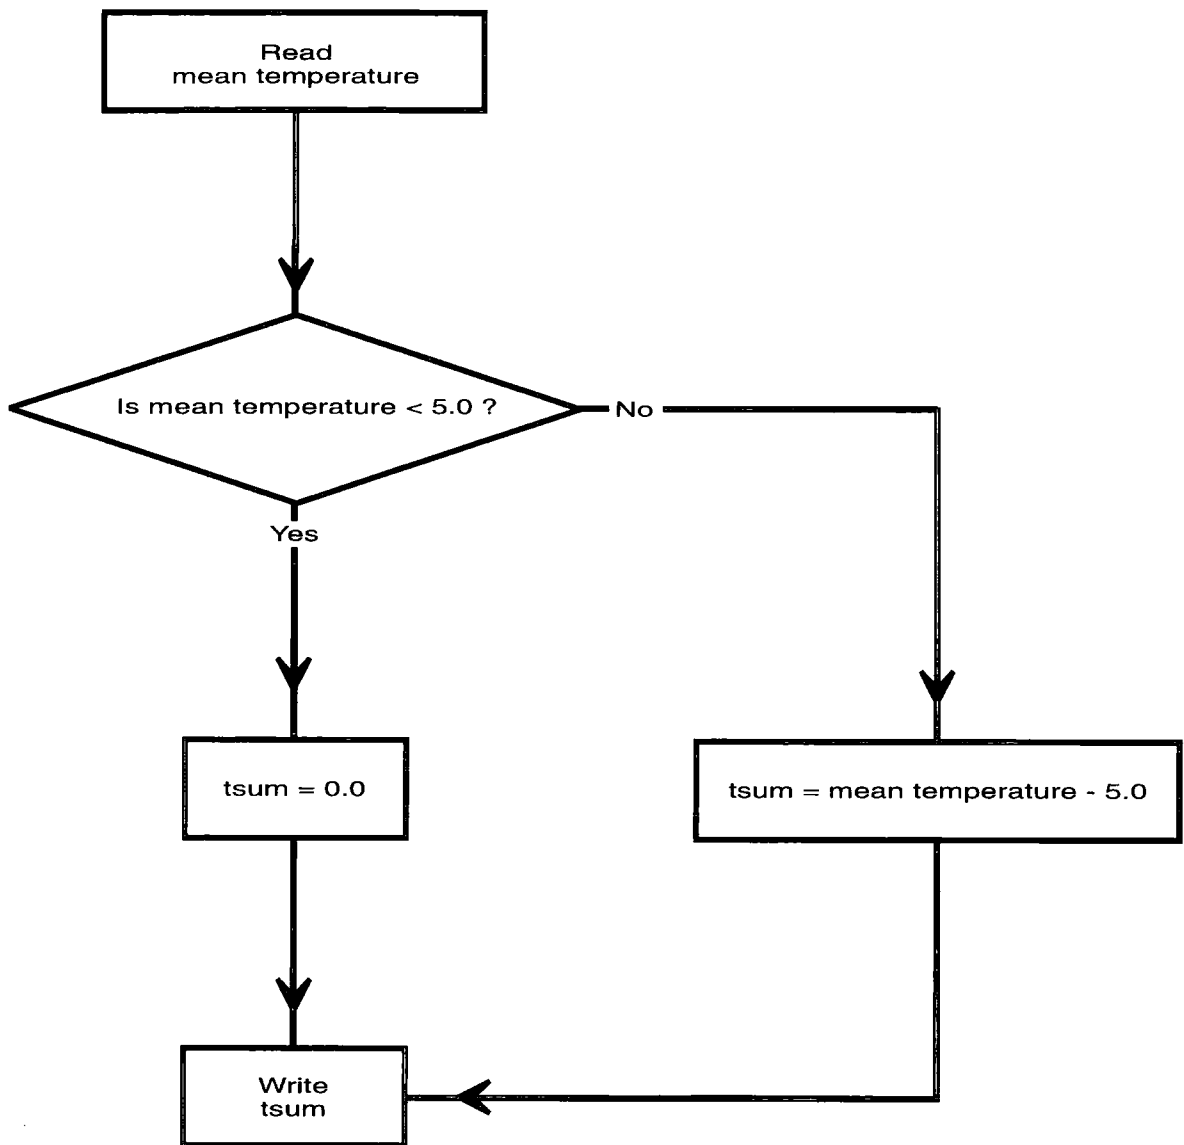 Read
mean temperature
Is mean temperature < 5.0 ?
No
Yes
tsum = 0.0
tsum = mean temperature - 5.0
Write
tsum